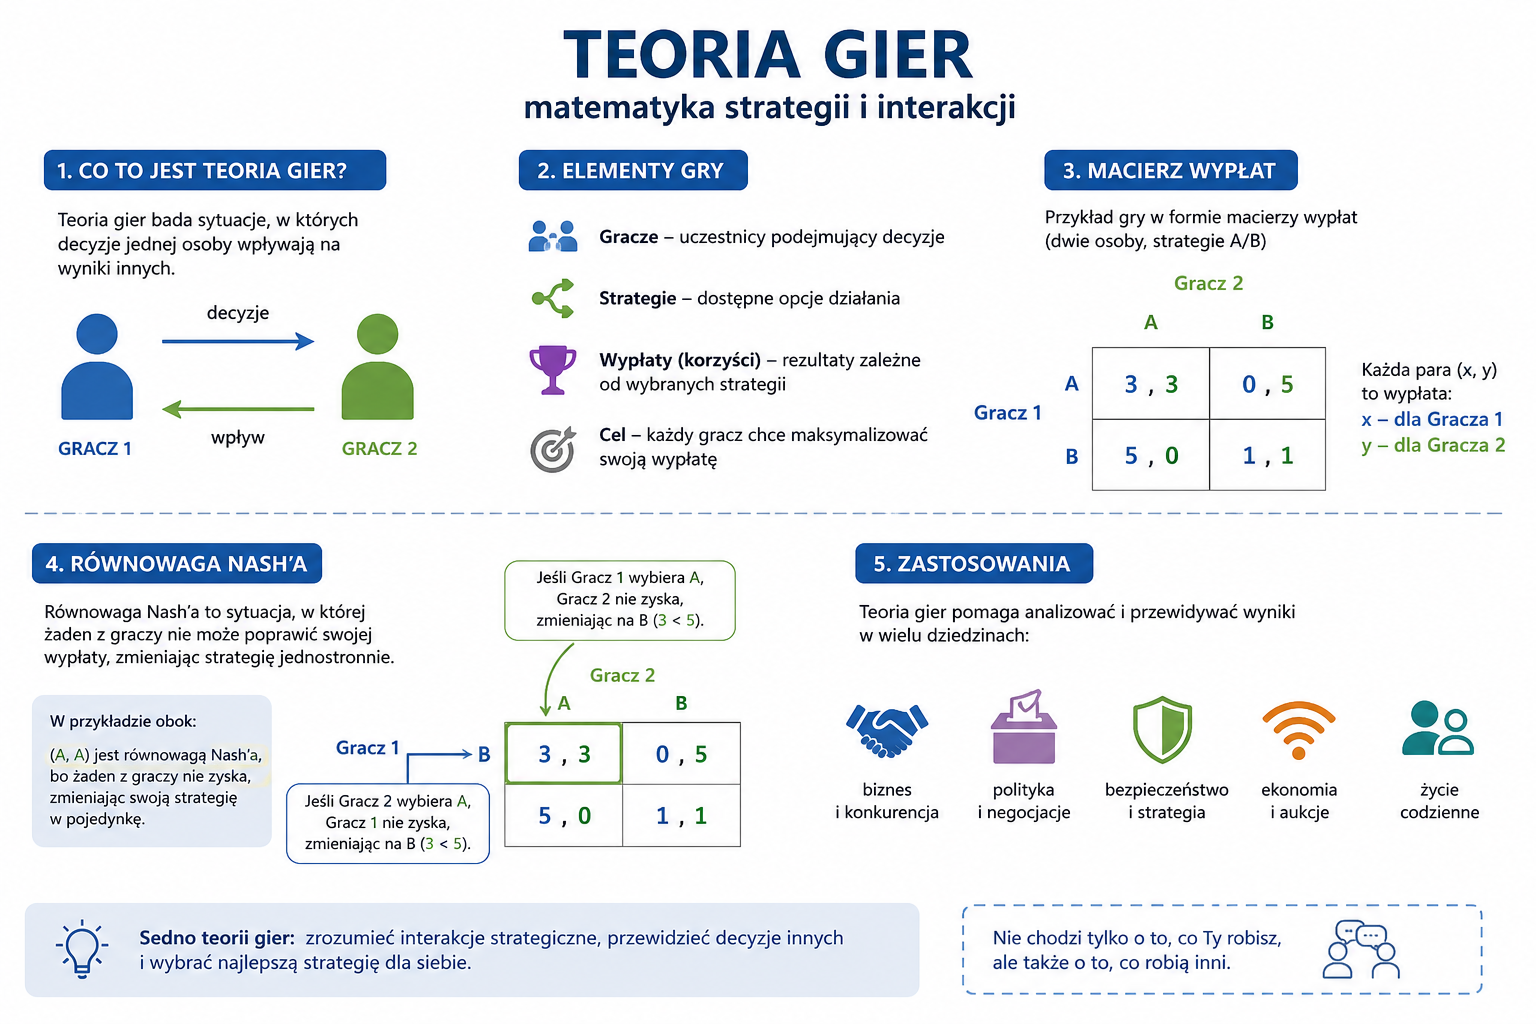 TEORIA GIER
matematyka strategii i interakcji
1. CO TO JEST TEORIA GIER?
Teoria gier bada sytuacje, w których
decyzje jednej osoby wpływają na
wyniki innych.
decyzje
wpływ
GRACZ 1
GRACZ 2
2. ELEMENTY GRY
Gracze – uczestnicy podejmujący decyzje
Strategie – dostępne opcje działania
Wypłaty (korzyści) – rezultaty zależne
od wybranych strategii
Cel – każdy gracz chce maksymalizować
swoją wypłatę
3. MACIERZ WYPŁAT
Przykład gry w formie macierzy wypłat
(dwie osoby, strategie A/B)
Gracz 2
A B
A 3 , 3 0 , 5
Gracz 1
B 5 , 0 1 , 1
Każda para (x, y)
to wypłata:
x – dla Gracza 1
y – dla Gracza 2
4. RÓWNOWAGA NASH'A
Równowaga Nash'a to sytuacja, w której
żaden z graczy nie może poprawić swojej
wypłaty, zmieniając strategię jednostronnie.
W przykładzie obok:
(A, A) jest równowagą Nash'a,
bo żaden z graczy nie zyska,
zmieniając swoją strategię
w pojedynkę.
Jeśli Gracz 1 wybiera A,
Gracz 2 nie zyska,
zmieniając na B (3 < 5).
Gracz 2
A B
Gracz 1 B 3 , 3 0 , 5
5 , 0 1 , 1
Jeśli Gracz 2 wybiera A,
Gracz 1 nie zyska,
zmieniając na B (3 < 5).
5. ZASTOSOWANIA
Teoria gier pomaga analizować i przewidywać wyniki
w wielu dziedzinach:
biznes
i konkurencja
polityka
i negocjacje
bezpieczeństwo
i strategia
ekonomia
i aukcje
życie
codzienne
Sedno teorii gier: zrozumieć interakcje strategiczne, przewidzieć decyzje innych
i wybrać najlepszą strategię dla siebie.
Nie chodzi tylko o to, co Ty robisz,
ale także o to, co robią inni.